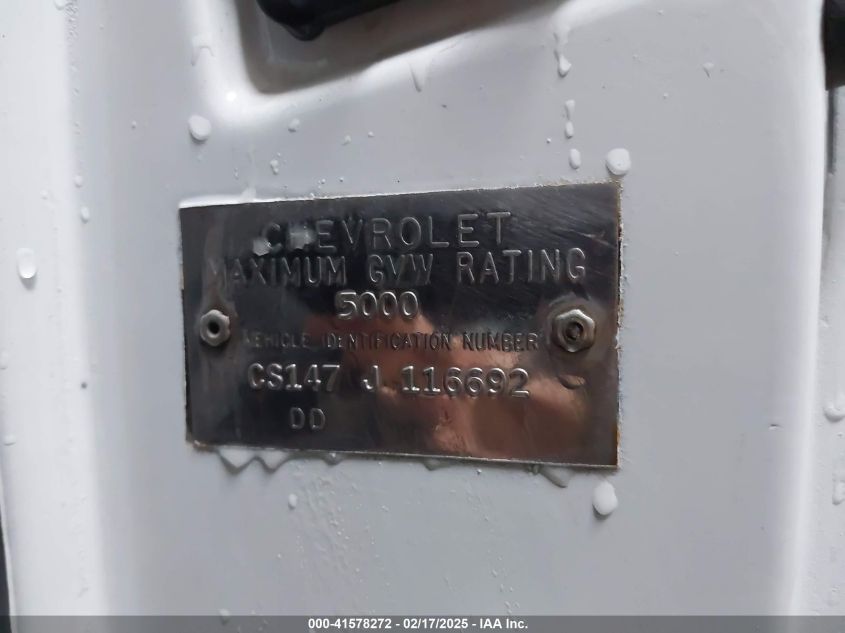 CHEVROLET
MAXIMUM GVW RATING
5000
VEHICLE IDENTIFICATION NUMBER
CS147 J 116692
DD
000-41578272 - 02/17/2025 - IAA Inc.